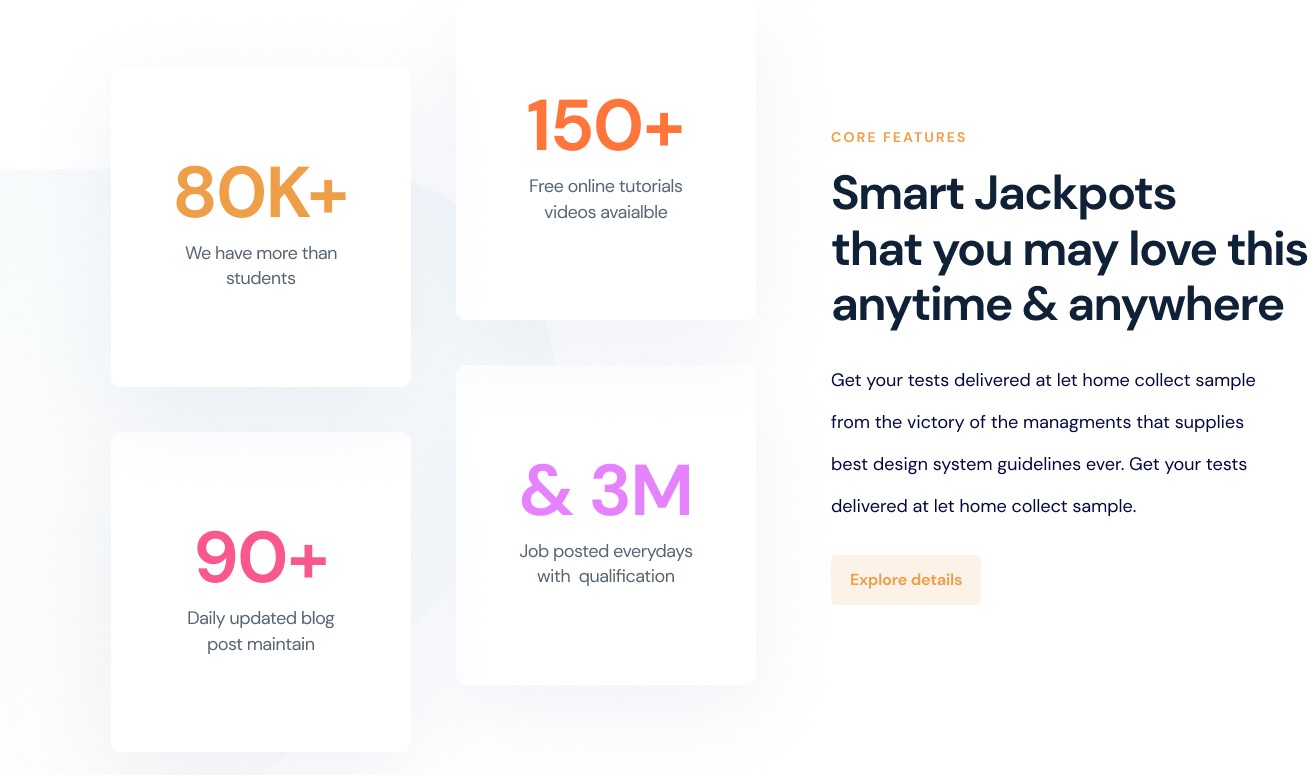 80K+
We have more than
students
150+
Free online tutorials
videos avaialble
90+
Daily updated blog
post maintain
& 3M
Job posted everydays
with  qualification
CORE FEATURES
Smart Jackpots
that you may love this
anytime & anywhere
Get your tests delivered at let home collect sample
from the victory of the managments that supplies
best design system guidelines ever. Get your tests
delivered at let home collect sample.
Explore details